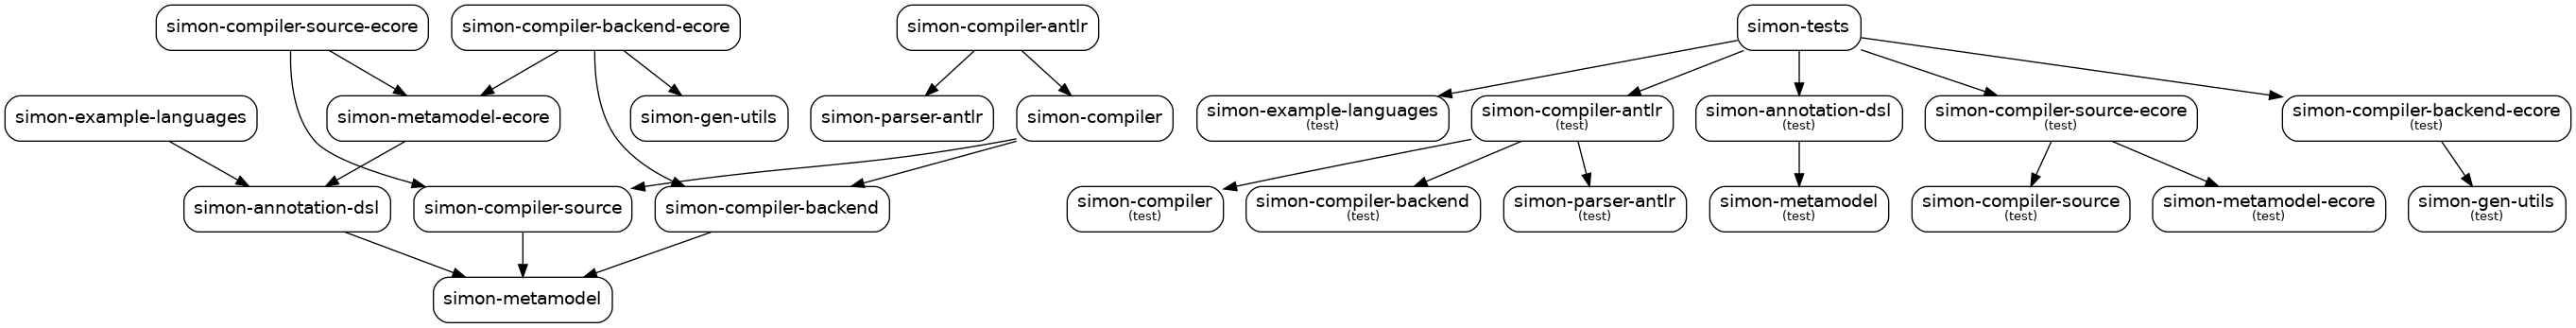 simon-compiler-source-ecore
simon-compiler-backend-ecore
simon-compiler-antlr
simon-tests
simon-example-languages
simon-metamodel-ecore
simon-gen-utils
simon-parser-antlr
simon-compiler
simon-example-languages
(test)
simon-compiler-antlr
(test)
simon-annotation-dsl
(test)
simon-compiler-source-ecore
(test)
simon-compiler-backend-ecore
(test)
simon-annotation-dsl
simon-compiler-source
simon-compiler-backend
simon-compiler
(test)
simon-compiler-backend
(test)
simon-parser-antlr
(test)
simon-metamodel
(test)
simon-compiler-source
(test)
simon-metamodel-ecore
(test)
simon-gen-utils
(test)
simon-metamodel